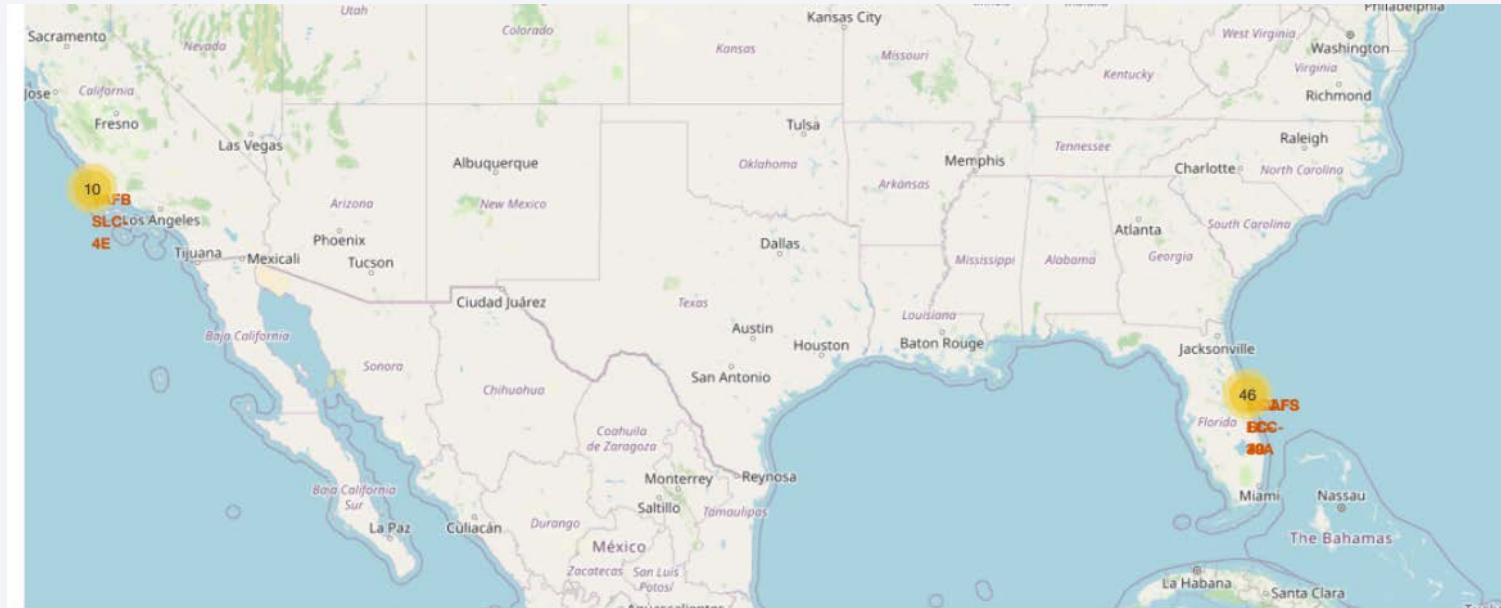 Utah
Colorado
Kansas City
Philadelphia
Sacramento
Nevada
Kansas
Missouri
West Virginia
Washington
Jose
California
Kentucky
Virginia
Richmond
Fresno
Las Vegas
Tulsa
Raleigh
Albuquerque
Oklahoma
Memphis
Tennessee
Charlotte
North Carolina
10
Arkansas
Arizona
New Mexico
SLC-
Los Angeles
4E
South Carolina
Phoenix
Dallas
Atlanta
Tijuana
Mexicali
Tucson
Mississippi
Alabama
Georgia
Ciudad Juárez
Texas
Louisiana
Baja California
Austin
Houston
Baton Rouge
Jacksonville
Sonora
San Antonio
Chihuahua
46
Florida
Coahuila
de Zaragoza
Monterrey
Reynosa
Baja California
Sur
Saltillo
Tamaulipas
Miami
Nassau
La Paz
Culiacán
Durango
México
The Bahamas
Zacatecas
San Luis
Potosí
La Habana
Santa Clara
Aguascalientes